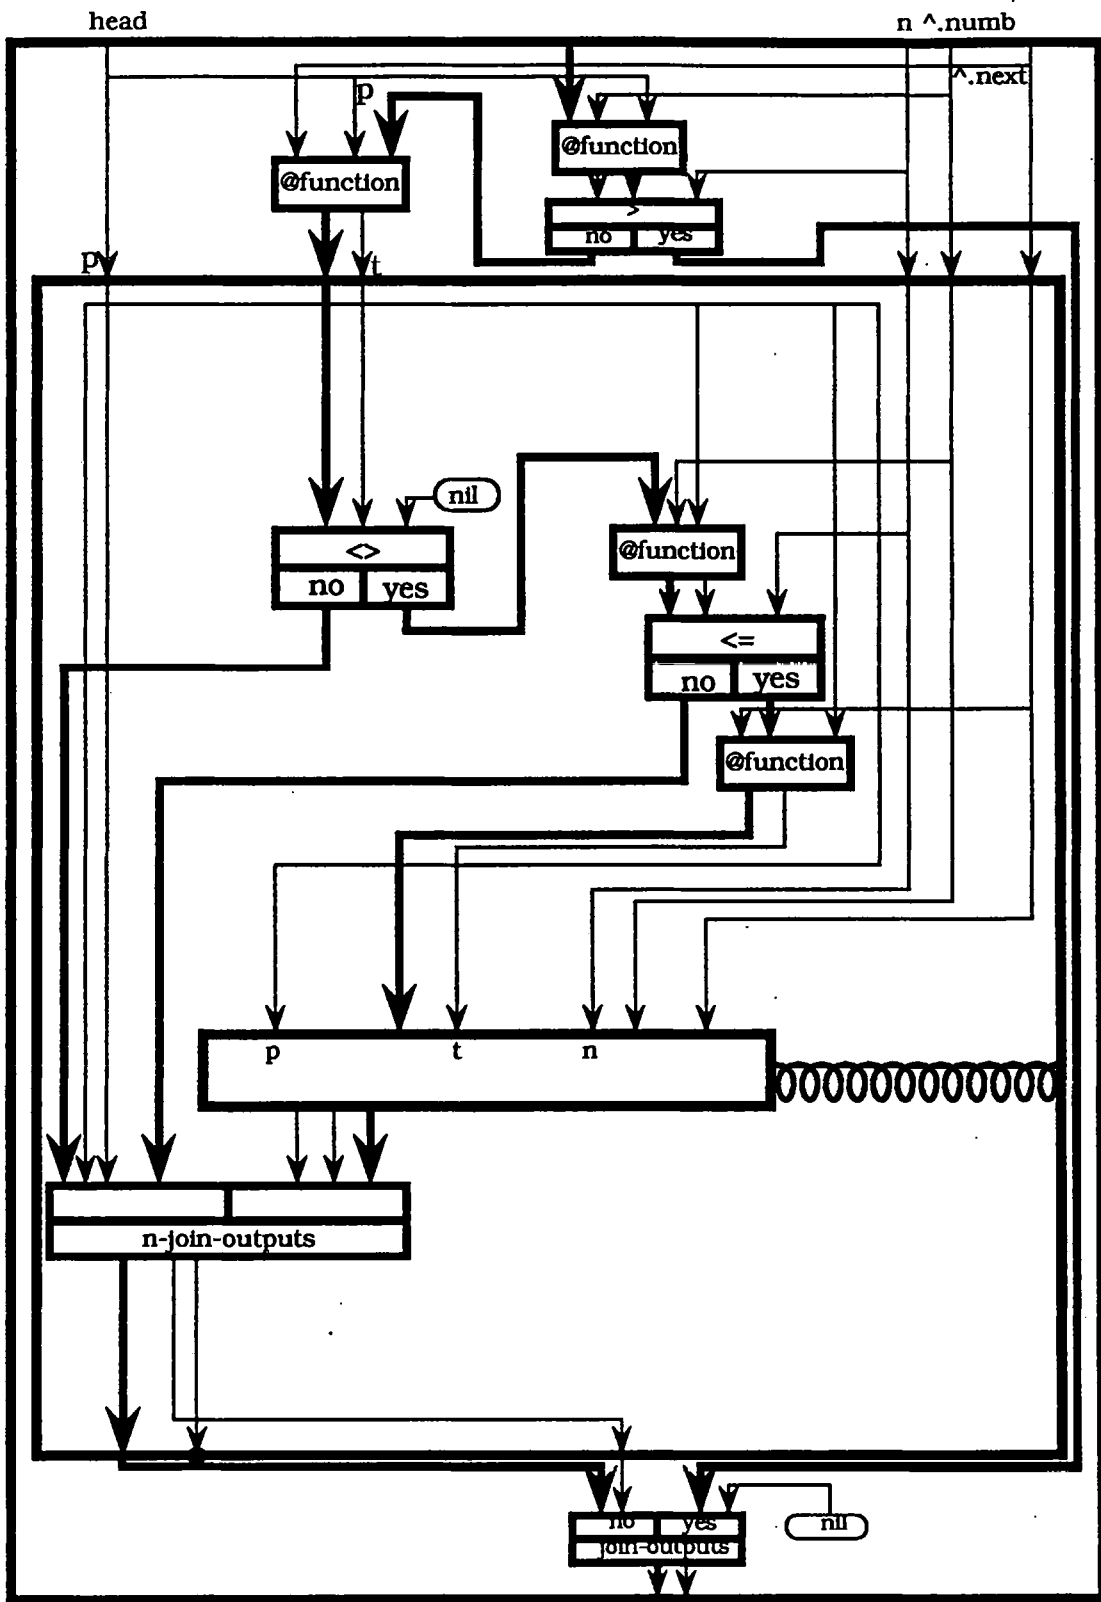 head
n ^.numb
^.next
p
@function
@function
>
no yes
p
t
nil
<>
@function
no yes
<=
no yes
@function
p t n
n-join-outputs
no yes
nil
join-outputs